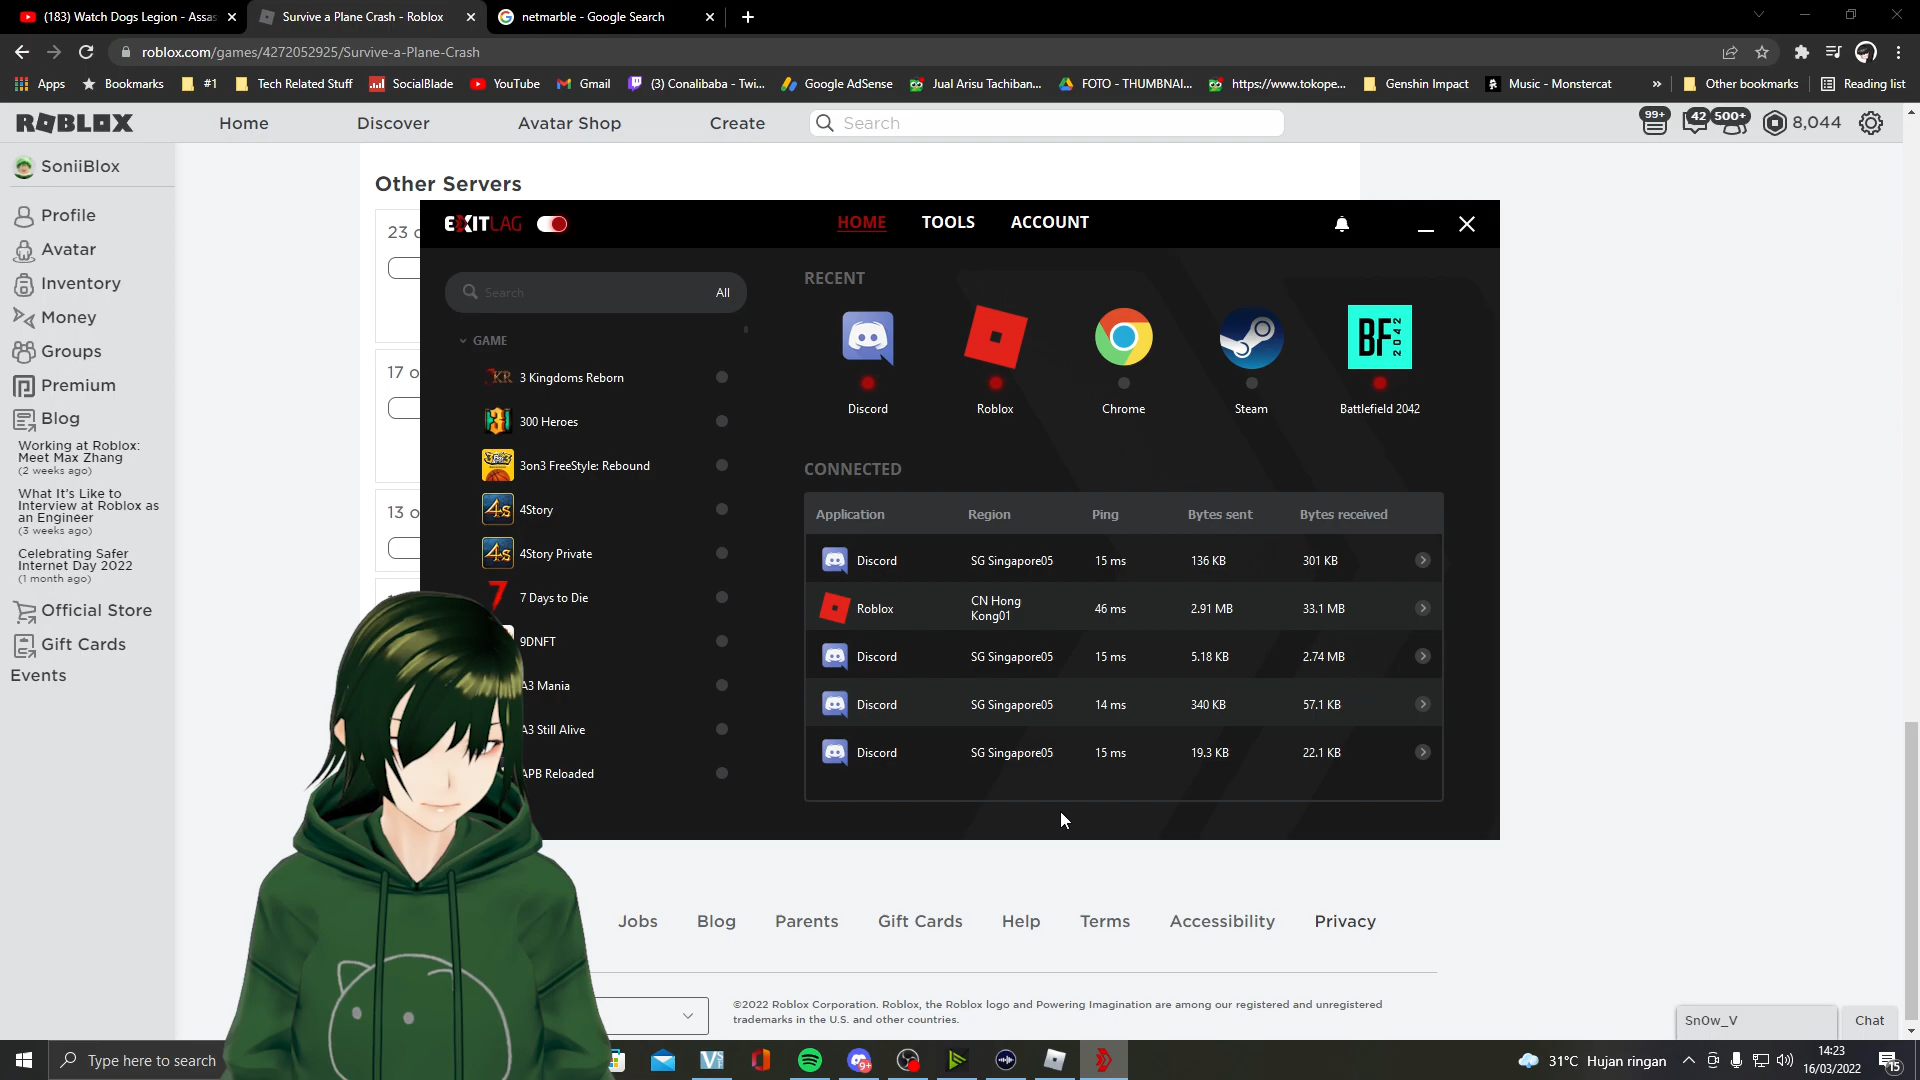 (183) Watch Dogs Legion - Assas
Survive a Plane Crash - Roblox
netmarble - Google Search
roblox.com/games/4272052925/Survive-a-Plane-Crash
Apps
Bookmarks
#1
Tech Related Stuff
SocialBlade
YouTube
Gmail
(3) Conalibaba - Twi...
Google AdSense
Jual Arisu Tachiban...
FOTO - THUMBNAI...
https://www.tokope...
Genshin Impact
Music - Monstercat
»
Other bookmarks
Reading list
ROBLOX
Home
Discover
Avatar Shop
Create
Search
99+
42
500+
8,044
SoniiBlox
Profile
Avatar
Inventory
Money
Groups
Premium
Blog
Working at Roblox:
Meet Max Zhang
(2 weeks ago)
What It's Like to
Interview at Roblox as
an Engineer
(3 weeks ago)
Celebrating Safer
Internet Day 2022
(1 month ago)
Official Store
Gift Cards
Events
Other Servers
23 o
17 o
13 o
EXITLAG
HOME
TOOLS
ACCOUNT
Search
All
GAME
3 Kingdoms Reborn
300 Heroes
3on3 FreeStyle: Rebound
4Story
4Story Private
7 Days to Die
9DNFT
A3 Mania
A3 Still Alive
APB Reloaded
RECENT
BF 2042
Discord
Roblox
Chrome
Steam
Battlefield 2042
CONNECTED
Application Region Ping Bytes sent Bytes received
Discord SG Singapore05 15 ms 136 KB 301 KB
Roblox CN Hong Kong01 46 ms 2.91 MB 33.1 MB
Discord SG Singapore05 15 ms 5.18 KB 2.74 MB
Discord SG Singapore05 14 ms 340 KB 57.1 KB
Discord SG Singapore05 15 ms 19.3 KB 22.1 KB
Jobs
Blog
Parents
Gift Cards
Help
Terms
Accessibility
Privacy
©2022 Roblox Corporation. Roblox, the Roblox logo and Powering Imagination are among our registered and unregistered
trademarks in the U.S. and other countries.
Sn0w_V
Chat
Type here to search
31°C Hujan ringan
14:23
16/03/2022
15